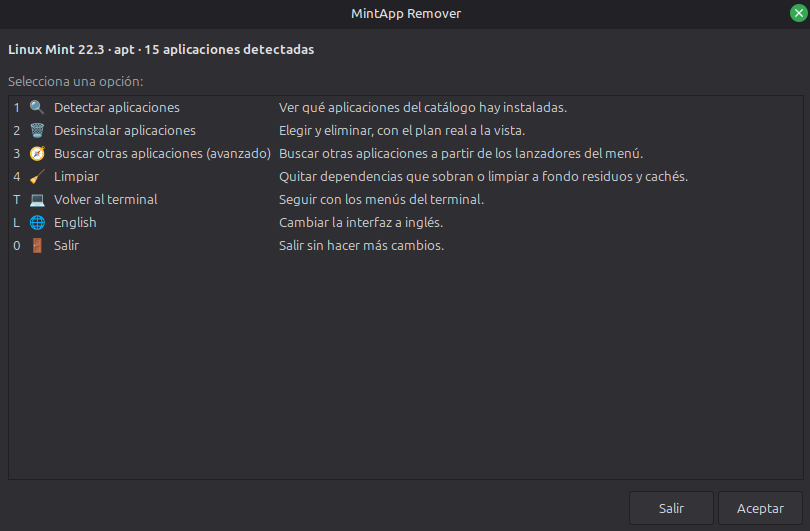 MintApp Remover
Linux Mint 22.3 · apt · 15 aplicaciones detectadas
Selecciona una opción:
1 Detectar aplicaciones Ver qué aplicaciones del catálogo hay instaladas.
2 Desinstalar aplicaciones Elegir y eliminar, con el plan real a la vista.
3 Buscar otras aplicaciones (avanzado) Buscar otras aplicaciones a partir de los lanzadores del menú.
4 Limpiar Quitar dependencias que sobran o limpiar a fondo residuos y cachés.
T Volver al terminal Seguir con los menús del terminal.
L English Cambiar la interfaz a inglés.
0 Salir Salir sin hacer más cambios.
Salir Aceptar